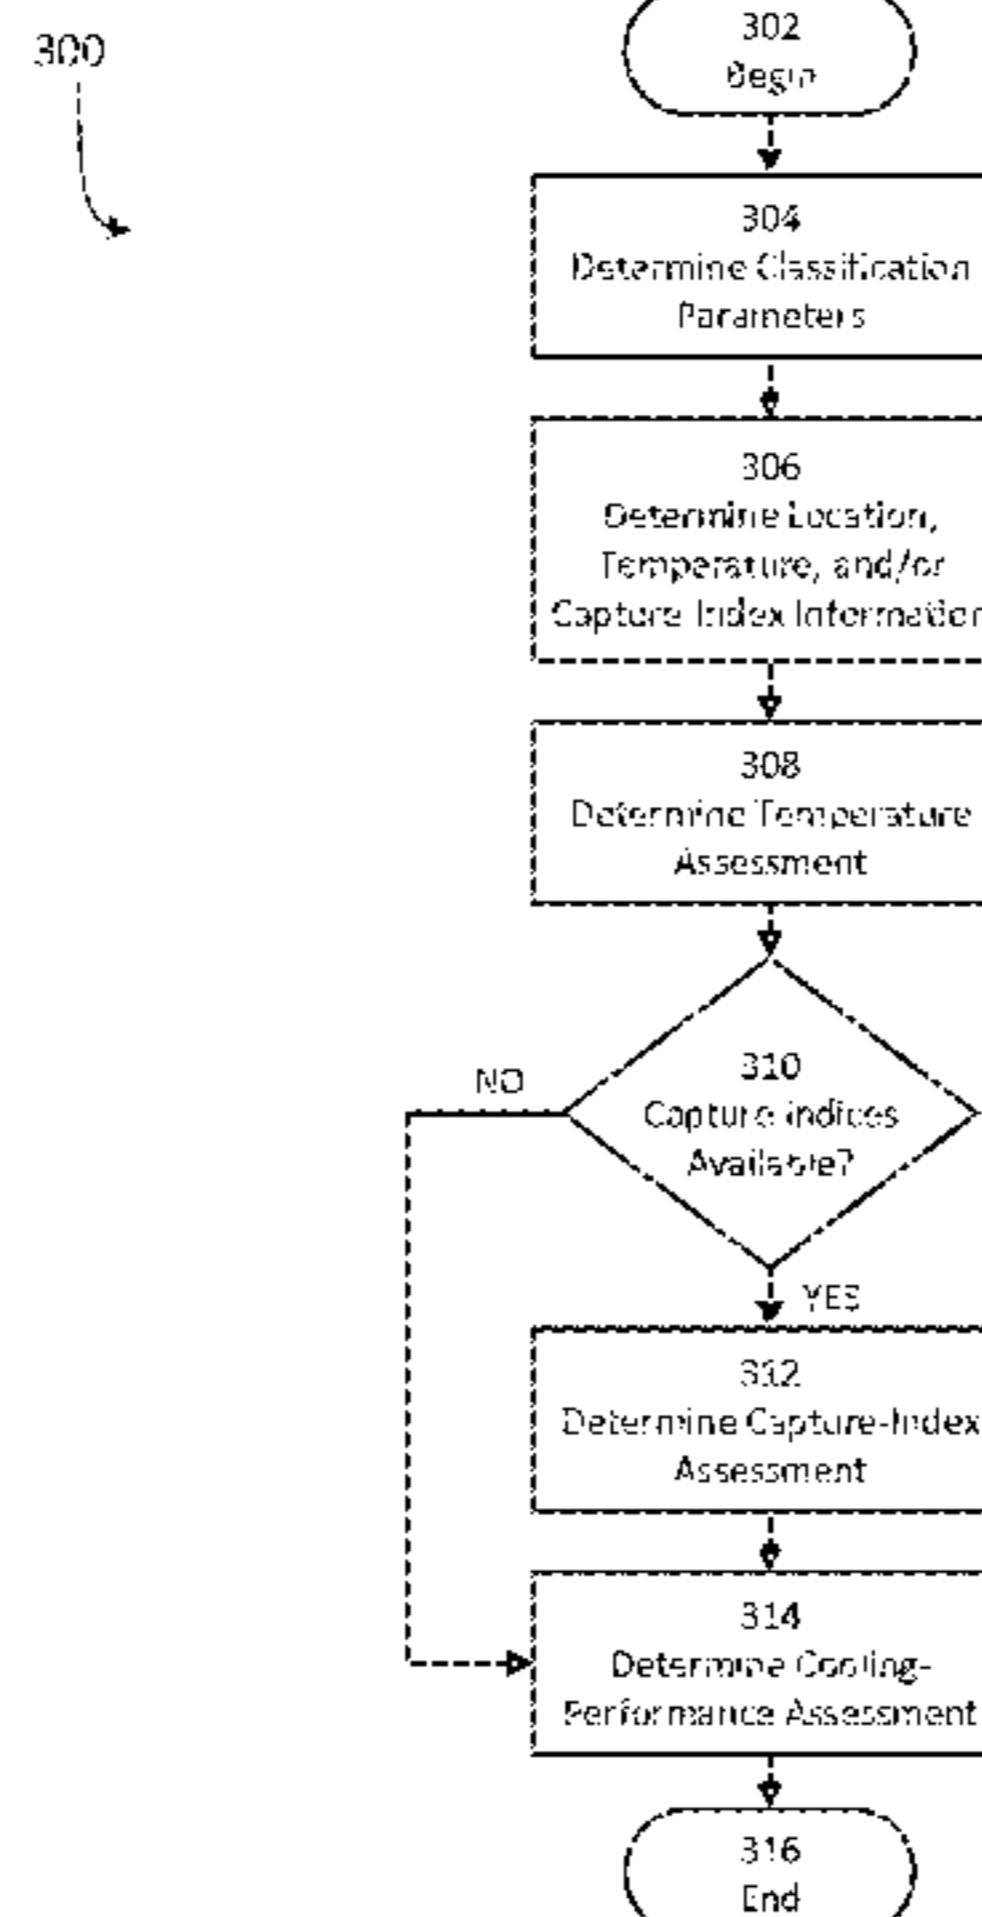 300
302
Begin
304
Determine Classification
Parameters
306
Determine Location,
Temperature, and/or
Capture Index Information
308
Determine Temperature
Assessment
310
NO
Capture Indices
Available?
YES
312
Determine Capture-Index
Assessment
314
Determine Cooling-
Performance Assessment
316
End